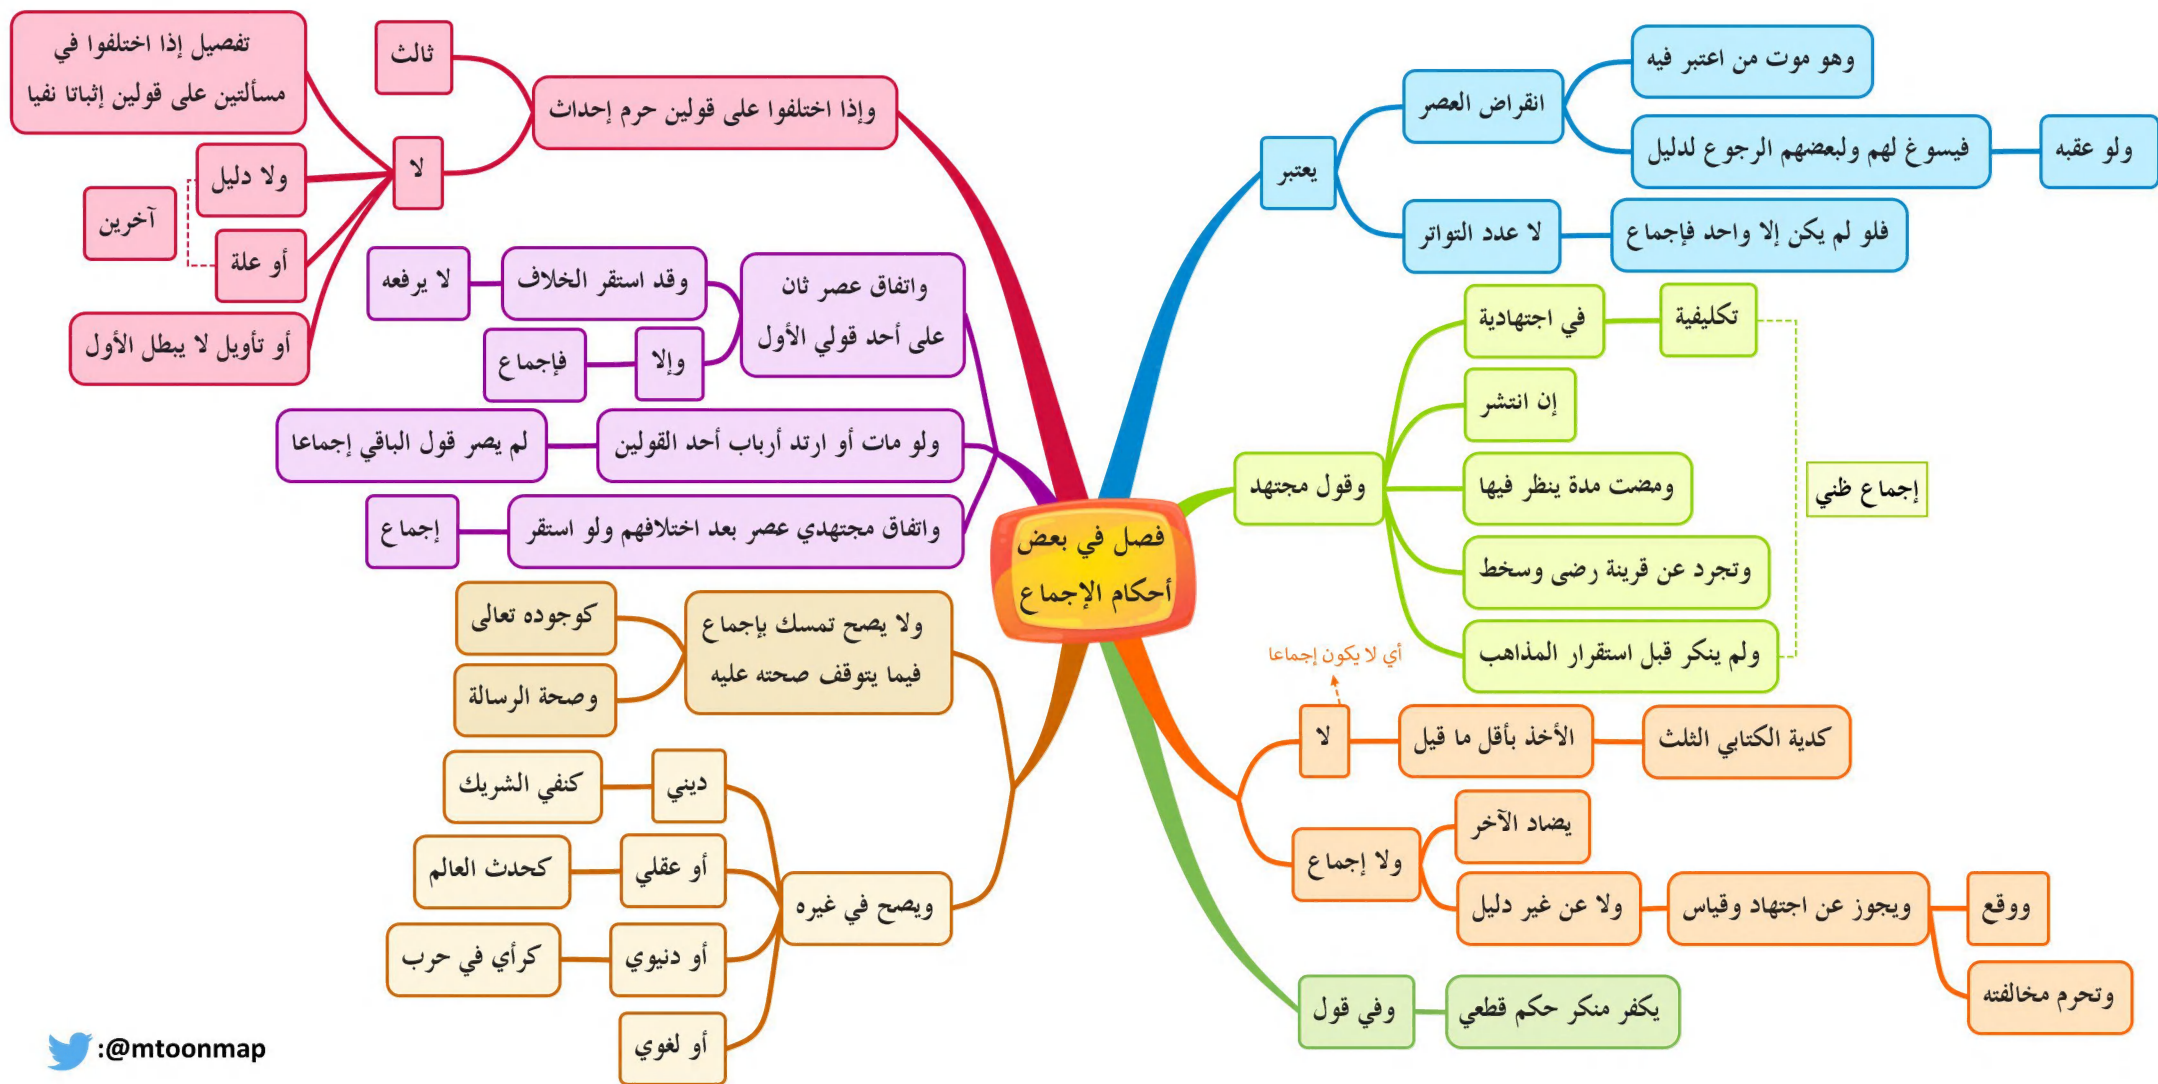 فصل في بعض
أحكام الإجماع
يعتبر
انقراض العصر
وهو موت من اعتبر فيه
فيسوغ لهم ولبعضهم الرجوع لدليل
ولو عقبه
لا عدد التواتر
فلو لم يكن إلا واحد فإجماع
وقول مجتهد
في اجتهادية
تكليفية
إن انتشر
ومضت مدة ينظر فيها
وتجرد عن قرينة رضى وسخط
ولم ينكر قبل استقرار المذاهب
إجماع ظني
أي لا يكون إجماعا
لا
الأخذ بأقل ما قيل
كدية الكتابي الثلث
ولا إجماع
يضاد الآخر
ولا عن غير دليل
ويجوز عن اجتهاد وقياس
ووقع
وتحرم مخالفته
وفي قول
يكفر منكر حكم قطعي
وإذا اختلفوا على قولين حرم إحداث
ثالث
لا
تفصيل إذا اختلفوا في
مسألتين على قولين إثباتا نفيا
ولا دليل
أو علة
آخرين
أو تأويل لا يبطل الأول
واتفاق عصر ثان
على أحد قولي الأول
وقد استقر الخلاف
لا يرفعه
وإلا
فإجماع
ولو مات أو ارتد أرباب أحد القولين
لم يصر قول الباقي إجماعا
واتفاق مجتهدي عصر بعد اختلافهم ولو استقر
إجماع
ولا يصح تمسك بإجماع
فيما يتوقف صحته عليه
كوجوده تعالى
وصحة الرسالة
ويصح في غيره
ديني
كنفي الشريك
أو عقلي
كحدث العالم
أو دنيوي
كرأي في حرب
أو لغوي
:@mtoonmap